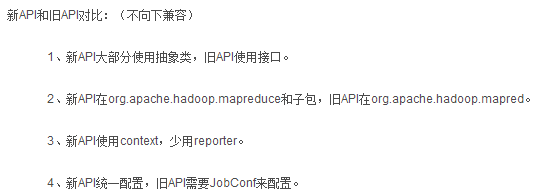 新API和旧API对比：（不向下兼容）
1、新API大部分使用抽象类，旧API使用接口。
2、新API在org.apache.hadoop.mapreduce和子包，旧API在org.apache.hadoop.mapred。
3、新API使用context，少用reporter。
4、新API统一配置，旧API需要JobConf来配置。